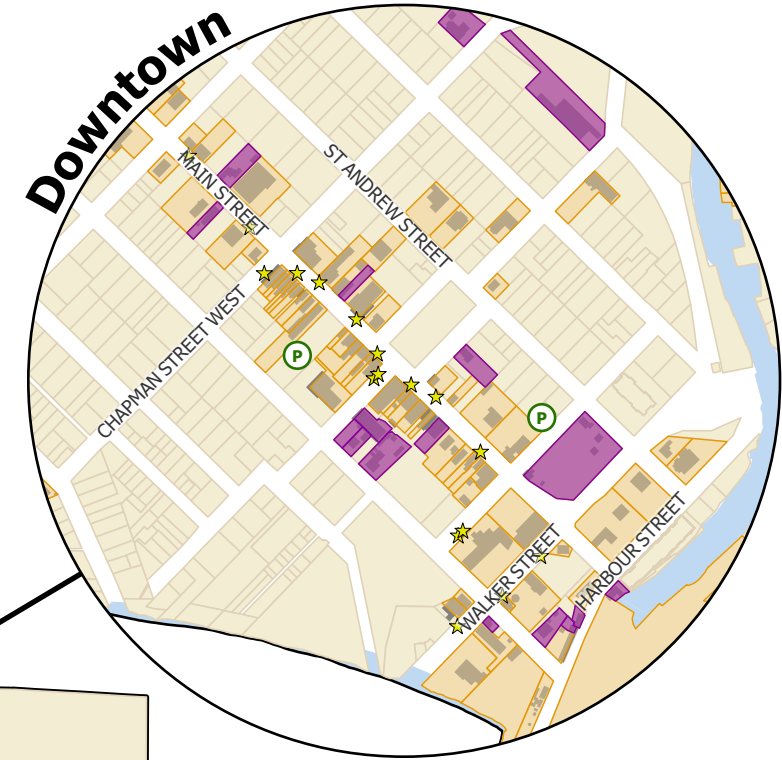 Downtown
MAIN STREET
ST ANDREW STREET
CHAPMAN STREET WEST
P
P
WALKER STREET
HARBOUR STREET